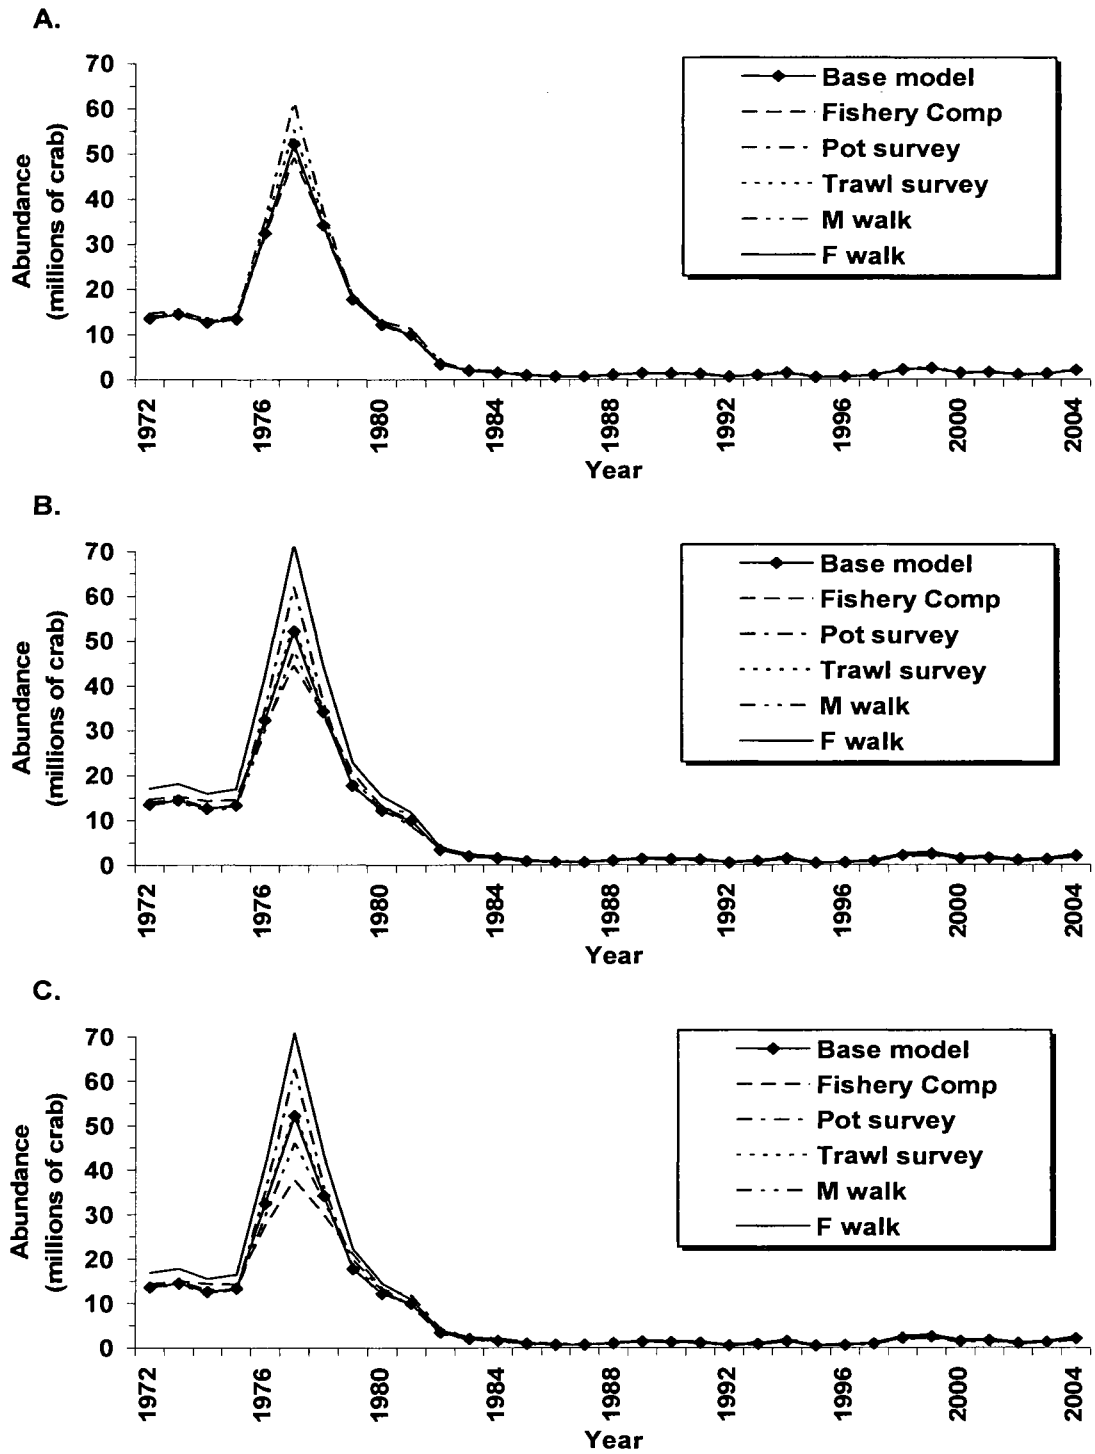 A.
Abundance
(millions of crab)
70
60
50
40
30
20
10
0
Base model
Fishery Comp
Pot survey
Trawl survey
M walk
F walk
1972
1976
1980
1984
1988
1992
1996
2000
2004
Year
B.
Abundance
(millions of crab)
70
60
50
40
30
20
10
0
Base model
Fishery Comp
Pot survey
Trawl survey
M walk
F walk
1972
1976
1980
1984
1988
1992
1996
2000
2004
Year
C.
Abundance
(millions of crab)
70
60
50
40
30
20
10
0
Base model
Fishery Comp
Pot survey
Trawl survey
M walk
F walk
1972
1976
1980
1984
1988
1992
1996
2000
2004
Year